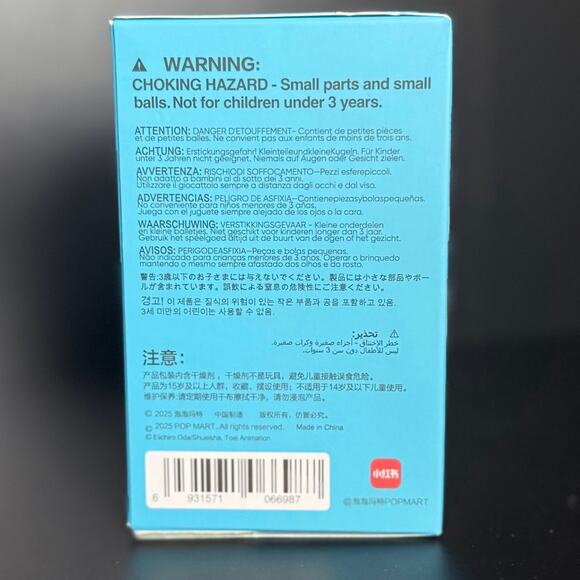 ⚠ WARNING:
CHOKING HAZARD - Small parts and small
balls. Not for children under 3 years.
ATTENTION: DANGER D'ETOUFFEMENT- Contient de petites pièces
et de petites balles. Ne convient pas aux enfants de moins de trois ans.
ACHTUNG: Erstickungsgefahr! KleinteileundkleineKugeln. Für Kinder
unter 3 Jahren nicht geeignet. Niemals auf Augen oder Gesicht zielen.
AVVERTENZA: RISCHIODI SOFFOCAMENTO-Pezzi esferepiccoli.
Non adatto a bambini al di sotto dei 3 anni.
Utilizzare il giocattolo sempre a distanza dagli occhi e dal viso.
ADVERTENCIAS: PELIGRO DE ASFIXIA-Contienepiezasybolaspequeñas.
No conveniente para niños menores de 3 años,
Juega con el juguete siempre alejado de los ojos o la cara.
WAARSCHUWING: VERSTIKKINGSGEVAAR - Kleine onderdelen
en kleine balletjes. Niet geschikt voor kinderen jonger dan 3 jaar.
Gebruik het speelgoed altijd uit de buurt van de ogen of het gezicht.
AVISOS: PERIGODEASFIXIA-Peças e bolas pequenas.
Não indicado para crianças menores de 3 anos. Operar o brinquedo
mantendo-o sempre afastado dos olhos e do rosto.
警告:3歳以下のお子さまには与えないでください。製品には小さな部品やボー
ルが含まれています。誤飲による窒息の危険性にご注意ください。
경고! 이 제품은 질식의 위험이 있는 작은 부품과 공을 포함하고 있음.
3세 미만의 어린이는 사용할 수 없음.
⚠ تحذير:
خطر الإختناق - أجزاء صغيرة وكرات صغيرة.
ليس للأطفال دون سن 3 سنوات.
注意:
产品包装内含干燥剂，干燥剂不是玩具，避免儿童接触误食危险。
产品为15岁及以上人群，收藏、摆设使用；不适用于14岁及以下儿童使用。
维护保养:请定期使用干布擦拭干净，请勿浸泡产品。
© 2025 泡泡玛特 中国制造 版权所有，仿冒必究。
© 2025 POP MART. All rights reserved. Made in China
© Eiichiro Oda/Shueisha, Toei Animation
6 931571 066987
小红书
@泡泡玛特POPMART